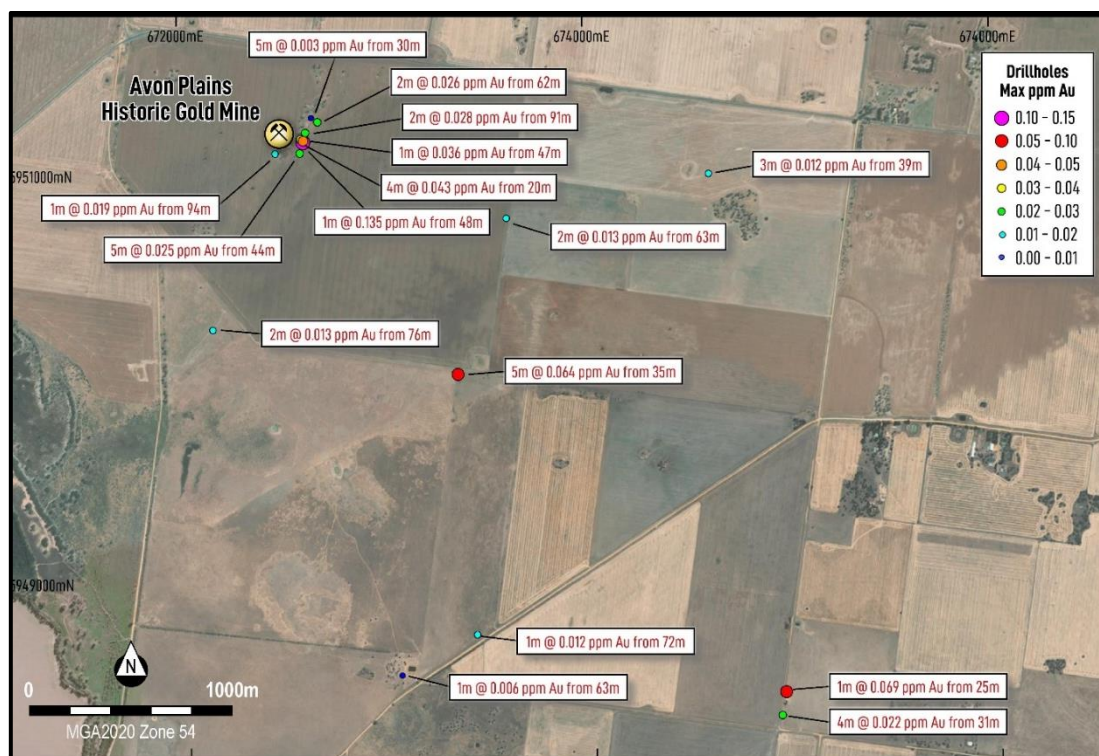 672000mE
674000mE
674000mE
5m @ 0.003 ppm Au from 30m
Avon Plains
Historic Gold Mine
2m @ 0.026 ppm Au from 62m
2m @ 0.028 ppm Au from 91m
1m @ 0.036 ppm Au from 47m
4m @ 0.043 ppm Au from 20m
1m @ 0.135 ppm Au from 48m
5951000mN
1m @ 0.019 ppm Au from 94m
5m @ 0.025 ppm Au from 44m
3m @ 0.012 ppm Au from 39m
2m @ 0.013 ppm Au from 63m
Drillholes
Max ppm Au
0.10 - 0.15
0.05 - 0.10
0.04 - 0.05
0.03 - 0.04
0.02 - 0.03
0.01 - 0.02
0.00 - 0.01
2m @ 0.013 ppm Au from 76m
5m @ 0.064 ppm Au from 35m
5949000mN
1m @ 0.012 ppm Au from 72m
1m @ 0.006 ppm Au from 63m
1m @ 0.069 ppm Au from 25m
4m @ 0.022 ppm Au from 31m
N
0 1000m
MGA2020 Zone 54